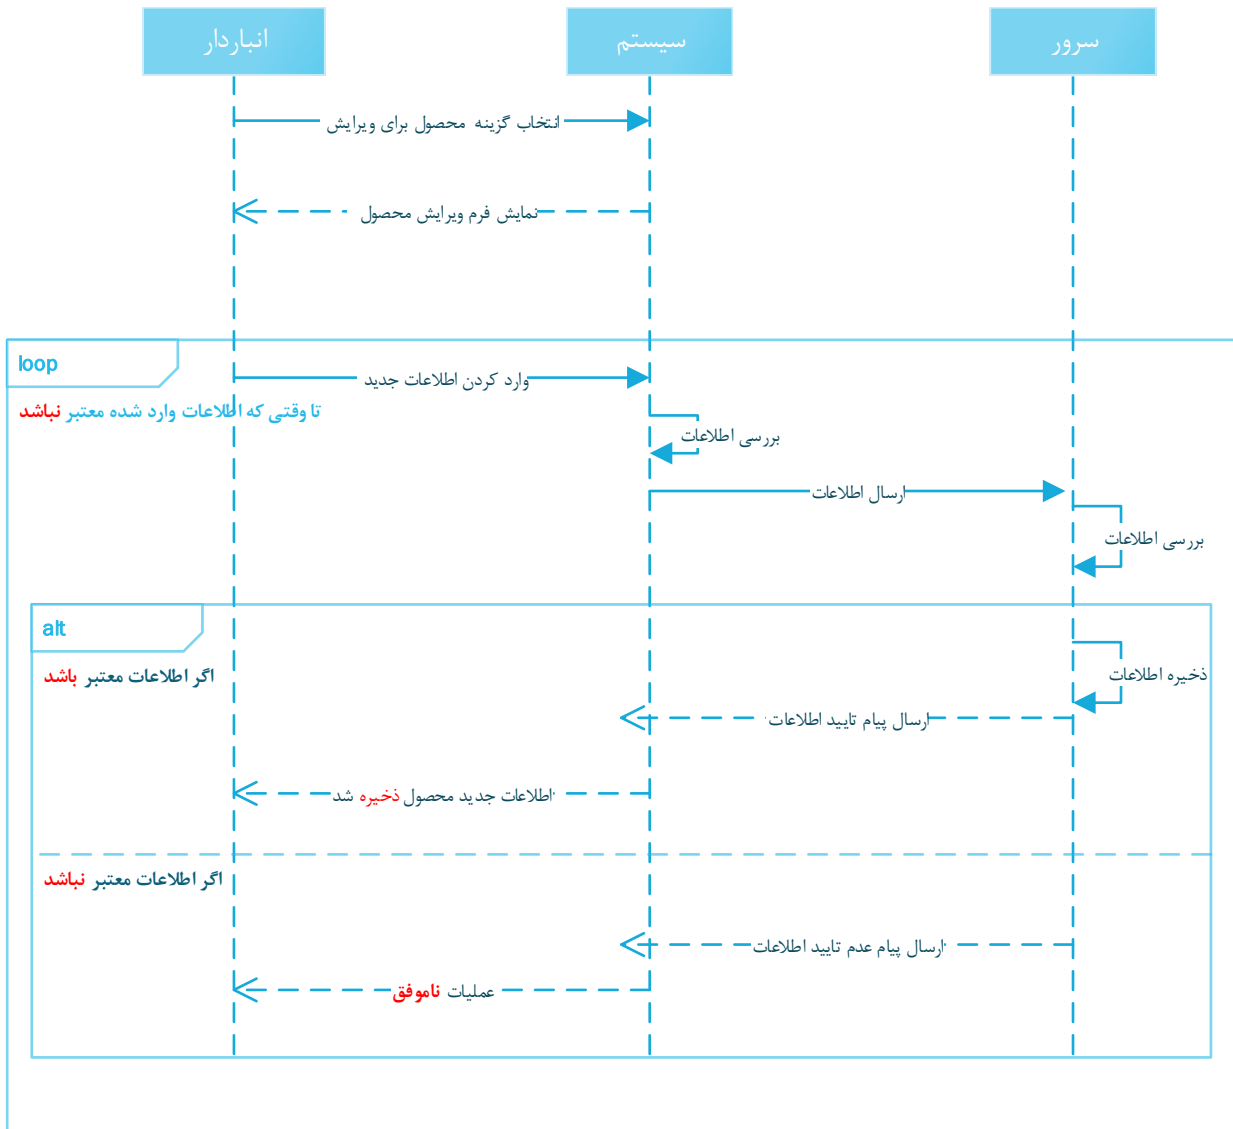 انباردار
سیستم
سرور
انتخاب گزینه محصول برای ویرایش
نمایش فرم ویرایش محصول
loop
وارد کردن اطلاعات جدید
تا وقتی که اطلاعات وارد شده معتبر نباشد
بررسی اطلاعات
ارسال اطلاعات
بررسی اطلاعات
alt
اگر اطلاعات معتبر باشد
ذخیره اطلاعات
ارسال پیام تایید اطلاعات
اطلاعات جدید محصول ذخیره شد
اگر اطلاعات معتبر نباشد
ارسال پیام عدم تایید اطلاعات
عملیات ناموفق